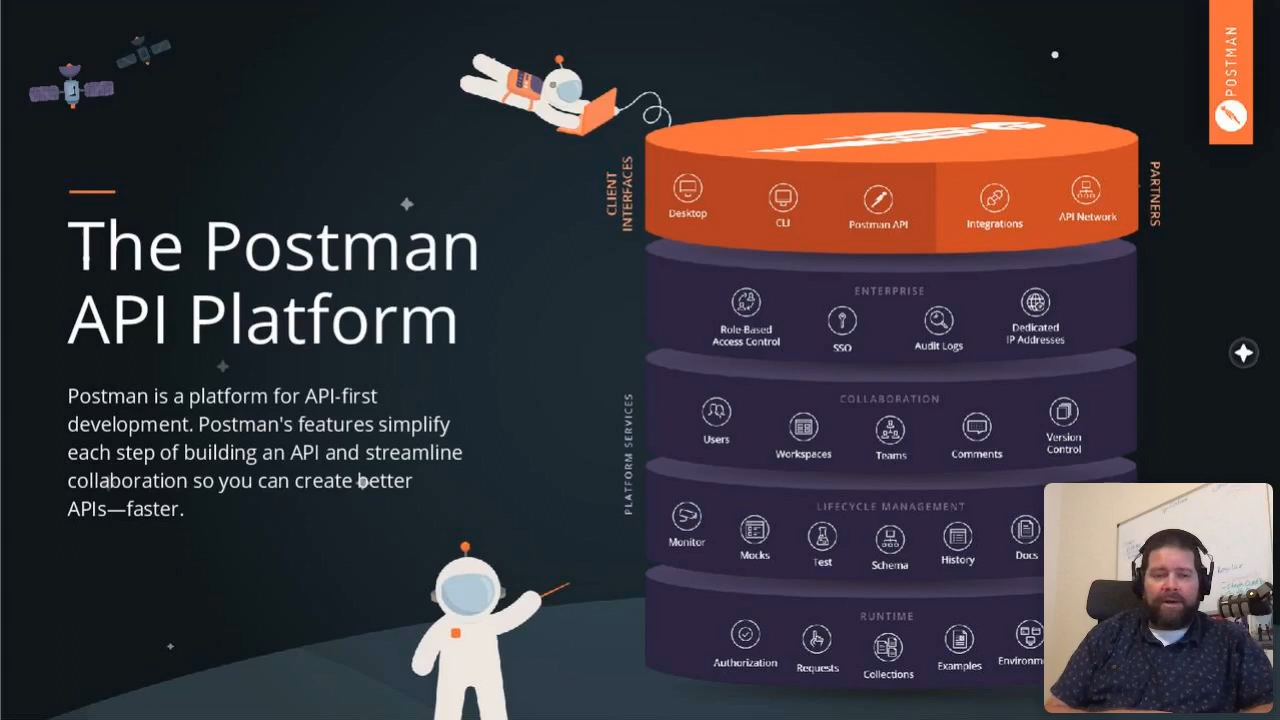 POSTMAN
The Postman
API Platform
Postman is a platform for API-first
development. Postman's features simplify
each step of building an API and streamline
collaboration so you can create better
APIs—faster.
CLIENT
INTERFACES
PARTNERS
Desktop
CLI
Postman API
Integrations
API Network
PLATFORM SERVICES
ENTERPRISE
Role-Based
Access Control
SSO
Audit Logs
Dedicated
IP Addresses
COLLABORATION
Users
Workspaces
Teams
Comments
Version
Control
LIFECYCLE MANAGEMENT
Monitor
Mocks
Test
Schema
History
Docs
RUNTIME
Authorization
Requests
Collections
Examples
Environm